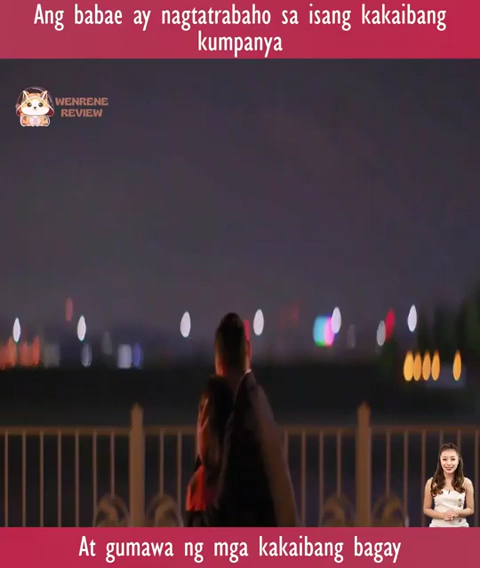 Ang babae ay nagtatrabaho sa isang kakaibang
kumpanya
WENRENE
REVIEW
At gumawa ng mga kakaibang bagay